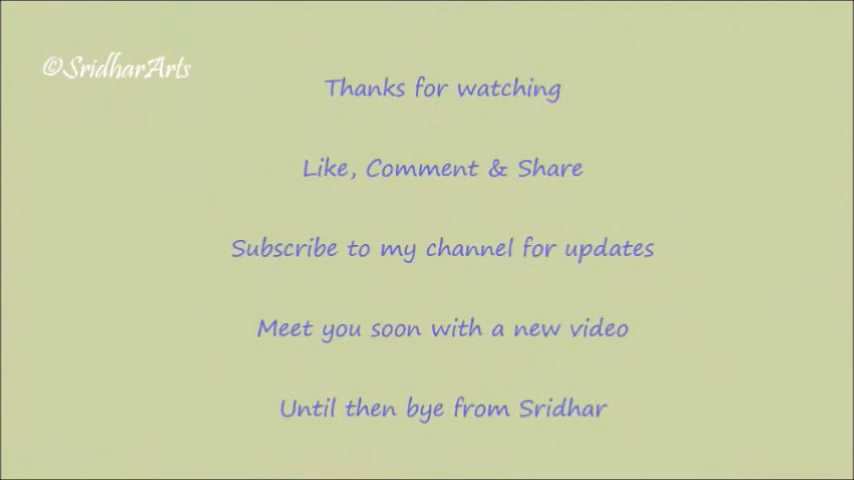 ©SridharArts
Thanks for watching
Like, Comment & Share
Subscribe to my channel for updates
Meet you soon with a new video
Until then bye from Sridhar